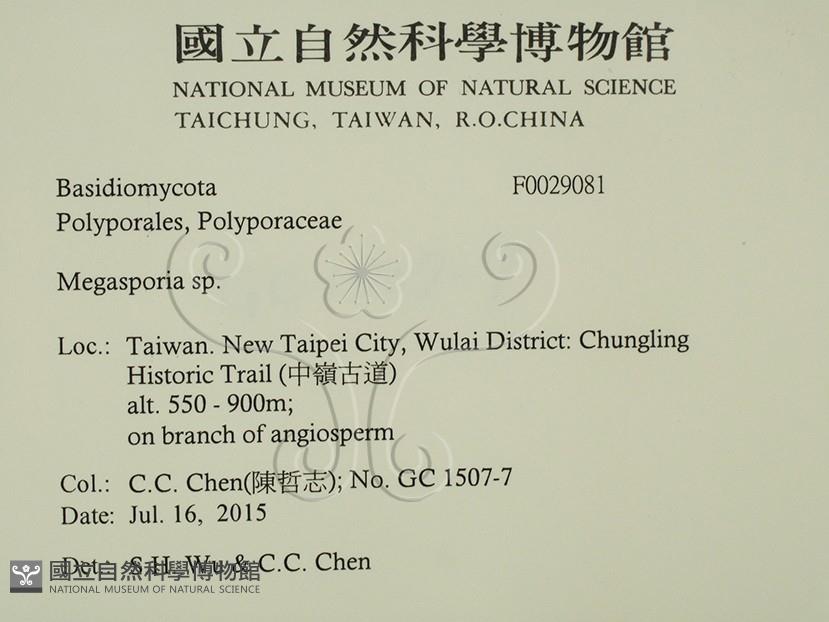 國立自然科學博物館
NATIONAL MUSEUM OF NATURAL SCIENCE
TAICHUNG, TAIWAN, R.O.CHINA
Basidiomycota F0029081
Polyporales, Polyporaceae
Megasporia sp.
Loc.: Taiwan. New Taipei City, Wulai District: Chungling
Historic Trail (中嶺古道)
alt. 550 - 900m;
on branch of angiosperm
Col.: C.C. Chen(陳哲志); No. GC 1507-7
Date: Jul. 16, 2015
Det.: S.H. Wu & C.C. Chen
國立自然科學博物館
NATIONAL MUSEUM OF NATURAL SCIENCE